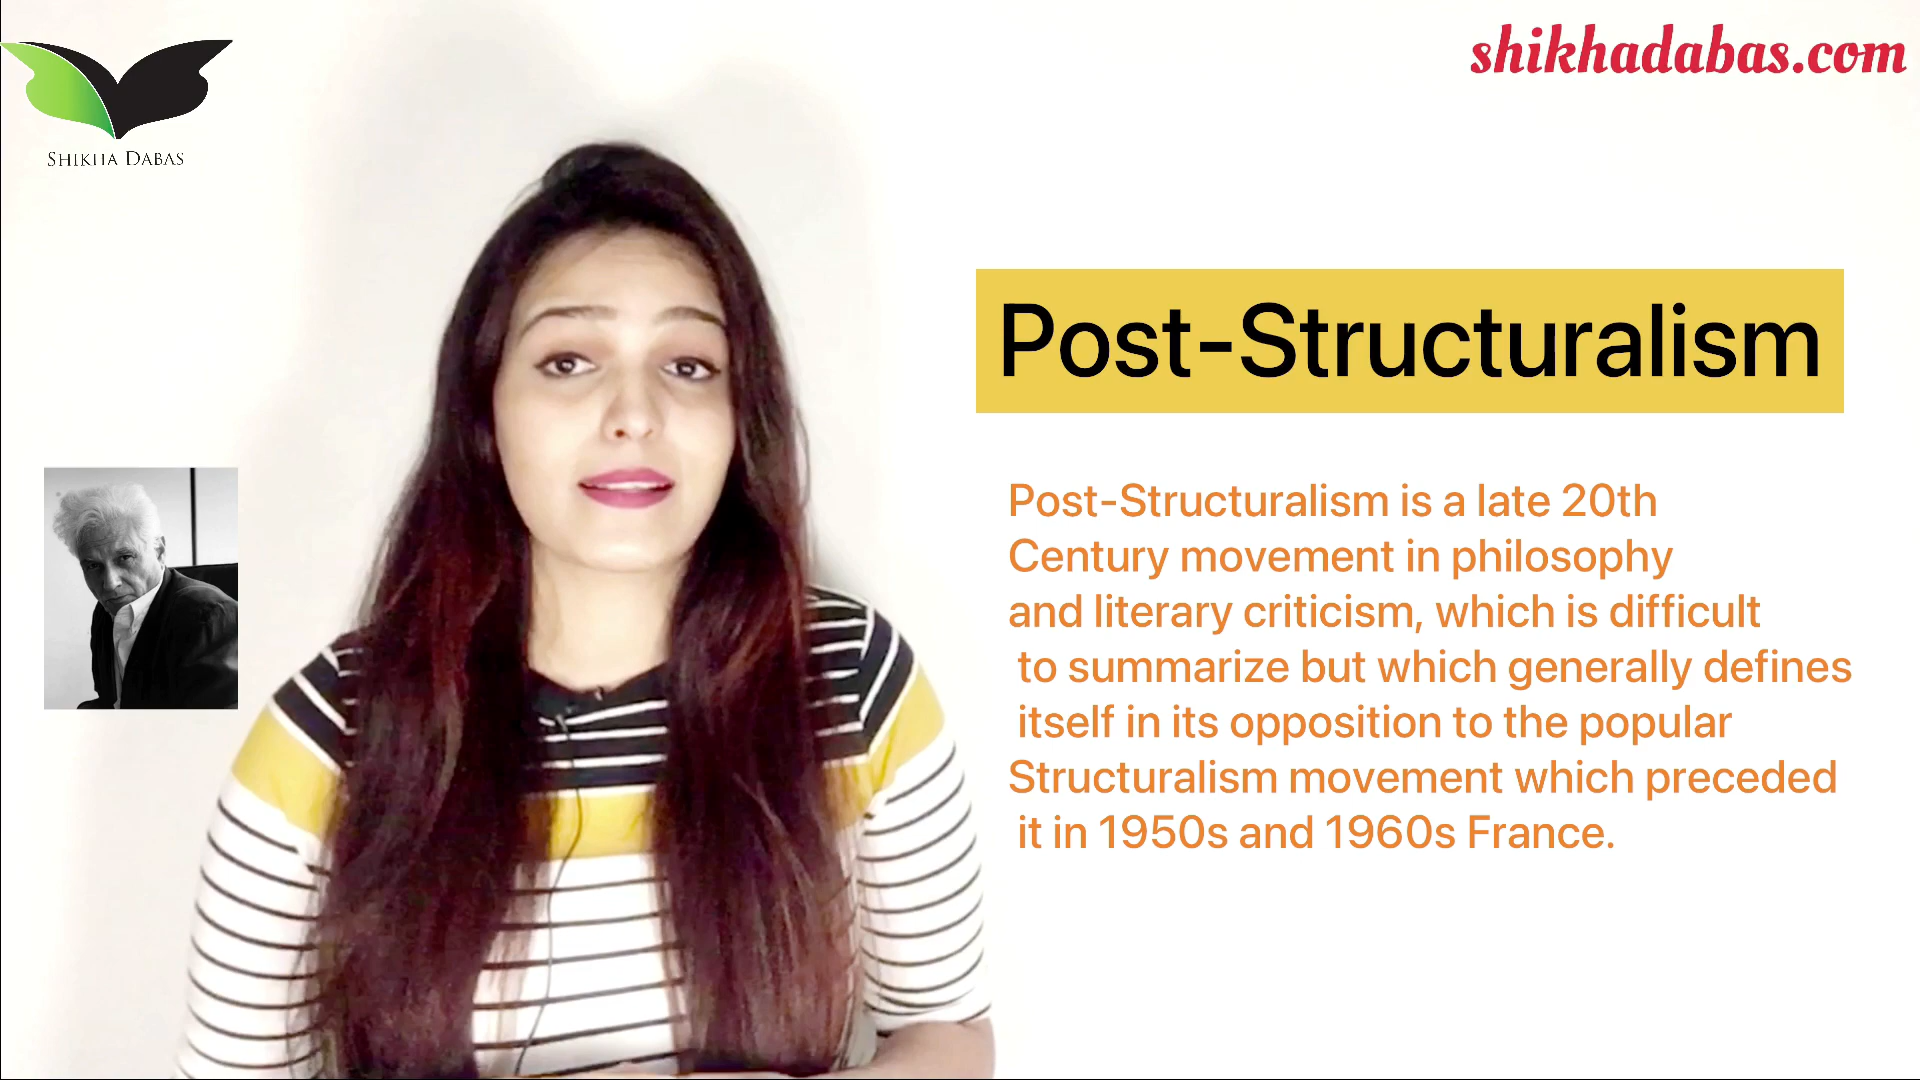 shikhadabas.com
SHIKHA DABAS
Post-Structuralism
Post-Structuralism is a late 20th
Century movement in philosophy
and literary criticism, which is difficult
to summarize but which generally defines
itself in its opposition to the popular
Structuralism movement which preceded
it in 1950s and 1960s France.